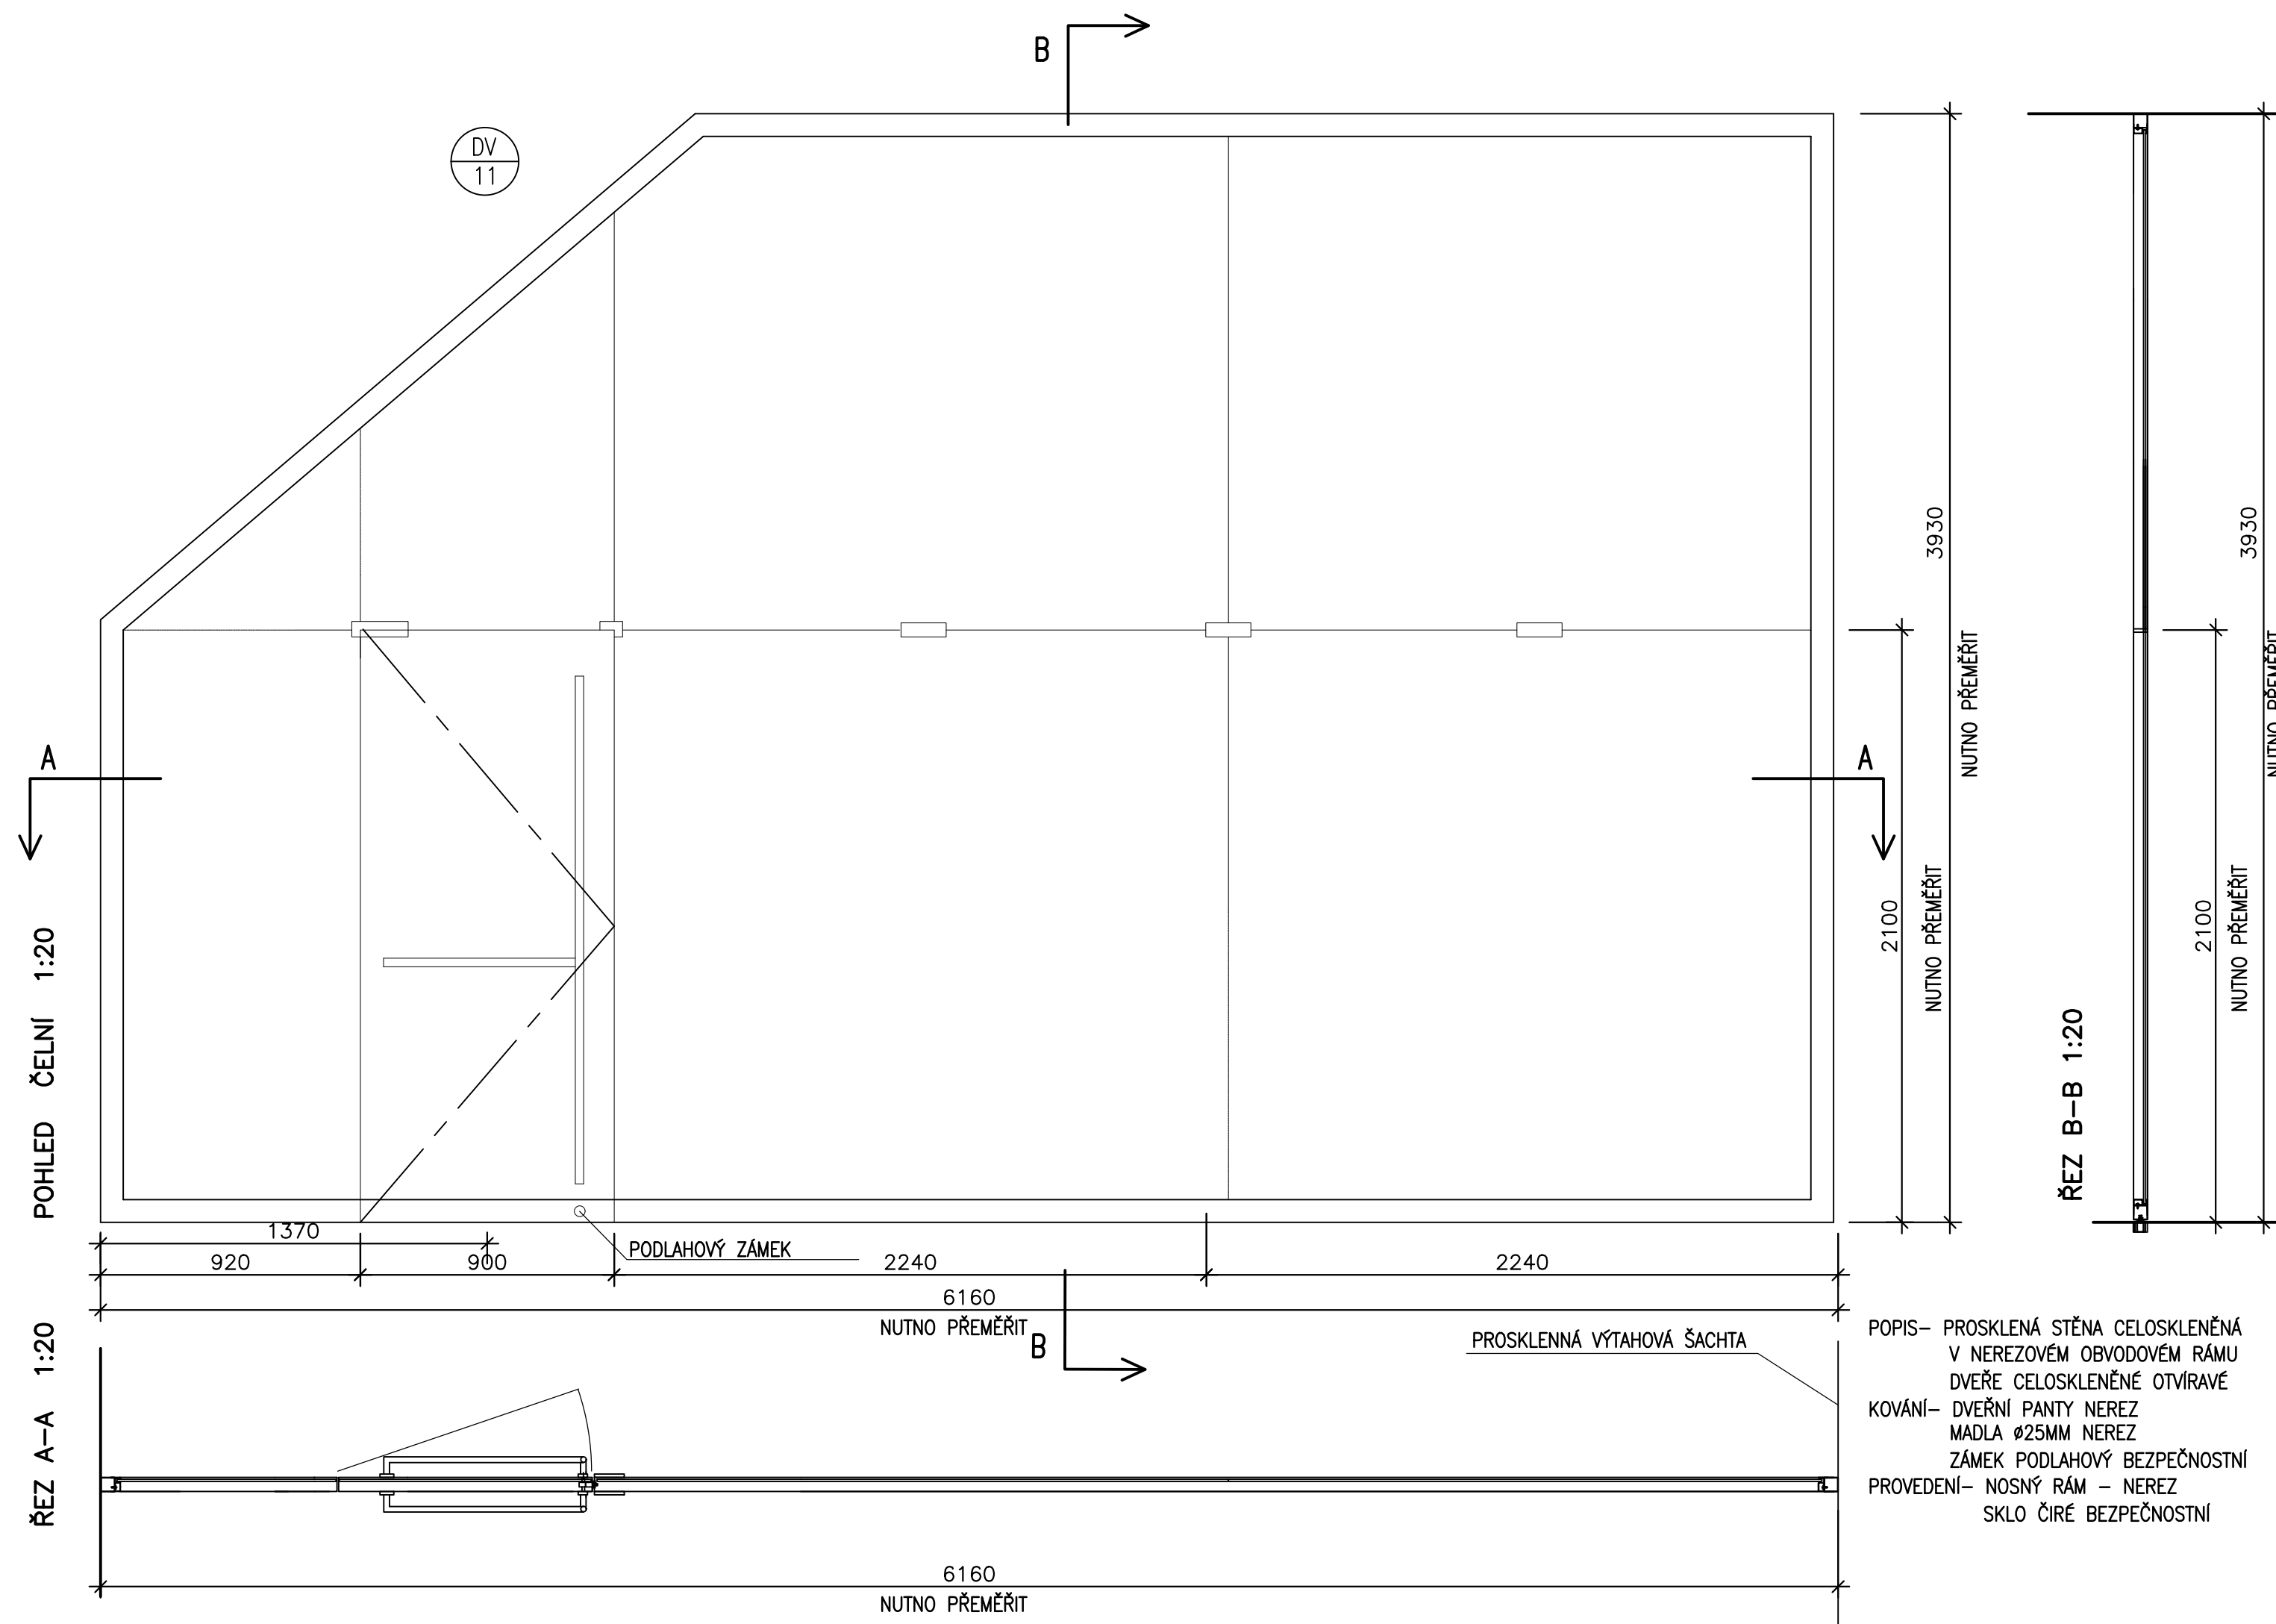 B
DV
11
3930
NUTNO PŘEMĚŘIT
2100
NUTNO PŘEMĚŘIT
3930
NUTNO PŘEMĚŘIT
2100
NUTNO PŘEMĚŘIT
A
A
POHLED ČELNÍ 1:20
ŘEZ B–B 1:20
1370
PODLAHOVÝ ZÁMEK
920
900
2240
2240
6160
NUTNO PŘEMĚŘIT
B
ŘEZ A–A 1:20
PROSKLENNÁ VÝTAHOVÁ ŠACHTA
POPIS– PROSKLENÁ STĚNA CELOSKLENĚNÁ
V NEREZOVÉM OBVODOVÉM RÁMU
DVEŘE CELOSKLENĚNÉ OTVÍRAVÉ
KOVÁNÍ– DVEŘNÍ PANTY NEREZ
MADLA ø25MM NEREZ
ZÁMEK PODLAHOVÝ BEZPEČNOSTNÍ
PROVEDENÍ– NOSNÝ RÁM – NEREZ
SKLO ČIRÉ BEZPEČNOSTNÍ
6160
NUTNO PŘEMĚŘIT